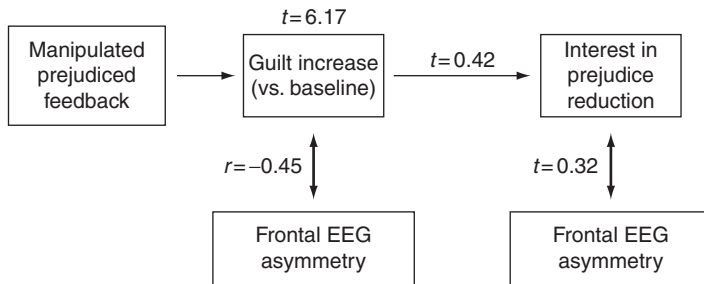 t=6.17
Manipulated
prejudiced
feedback
Guilt increase
(vs. baseline)
t=0.42
Interest in
prejudice
reduction
r=−0.45
t=0.32
Frontal EEG
asymmetry
Frontal EEG
asymmetry